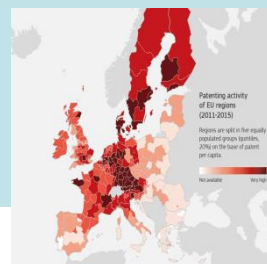 Patenting activity
of EU regions
(2011-2015)
Regions are split in five equally
populated groups (quintiles,
20%) on the base of patent
per capita.
Not available
Very high